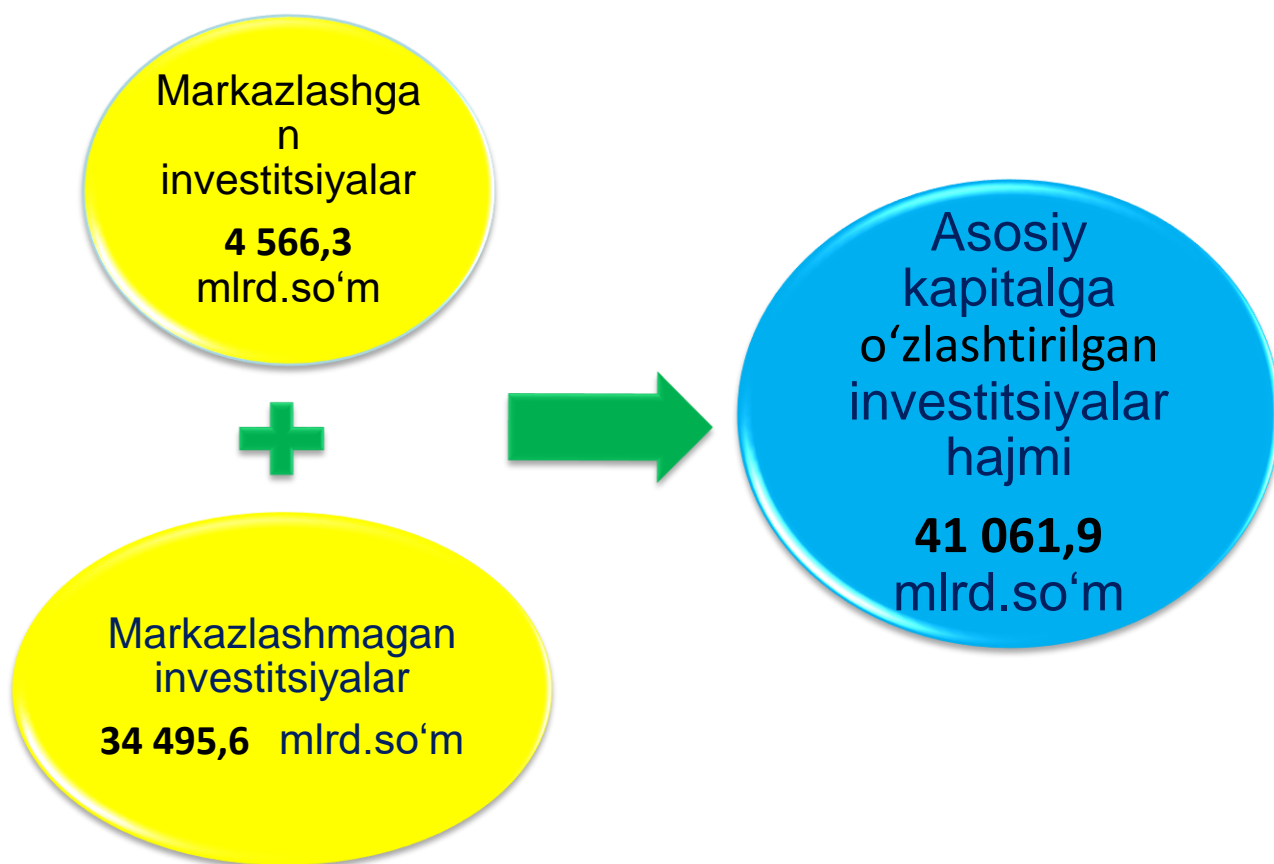 Markazlashga
n
investitsiyalar
4 566,3
mlrd.so‘m
Markazlashmagan
investitsiyalar
34 495,6 mlrd.so‘m
Asosiy
kapitalga
o‘zlashtirilgan
investitsiyalar
hajmi
41 061,9
mlrd.so‘m